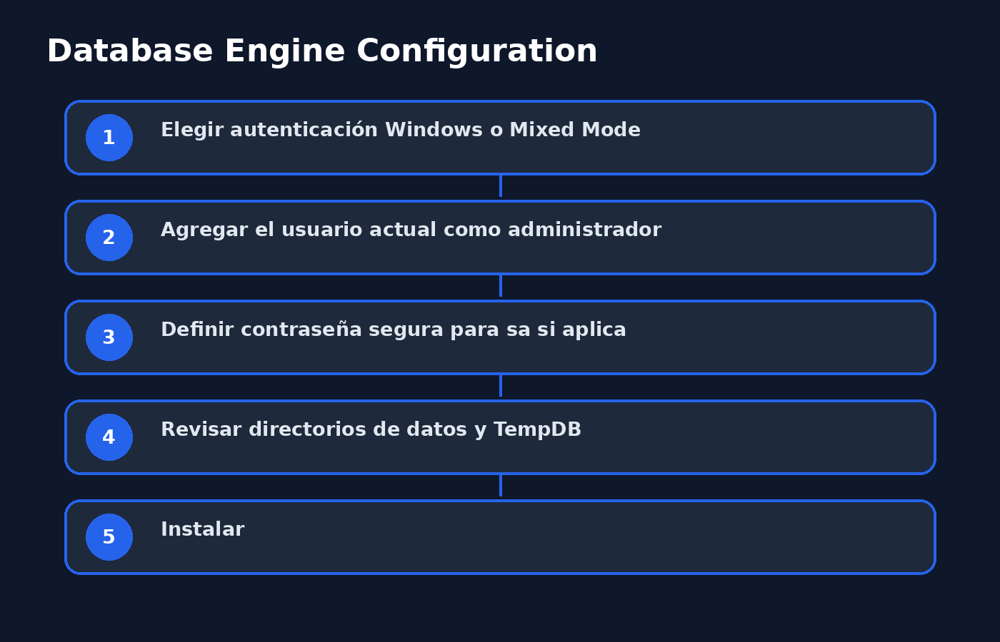 Database Engine Configuration
1 Elegir autenticación Windows o Mixed Mode
2 Agregar el usuario actual como administrador
3 Definir contraseña segura para sa si aplica
4 Revisar directorios de datos y TempDB
5 Instalar